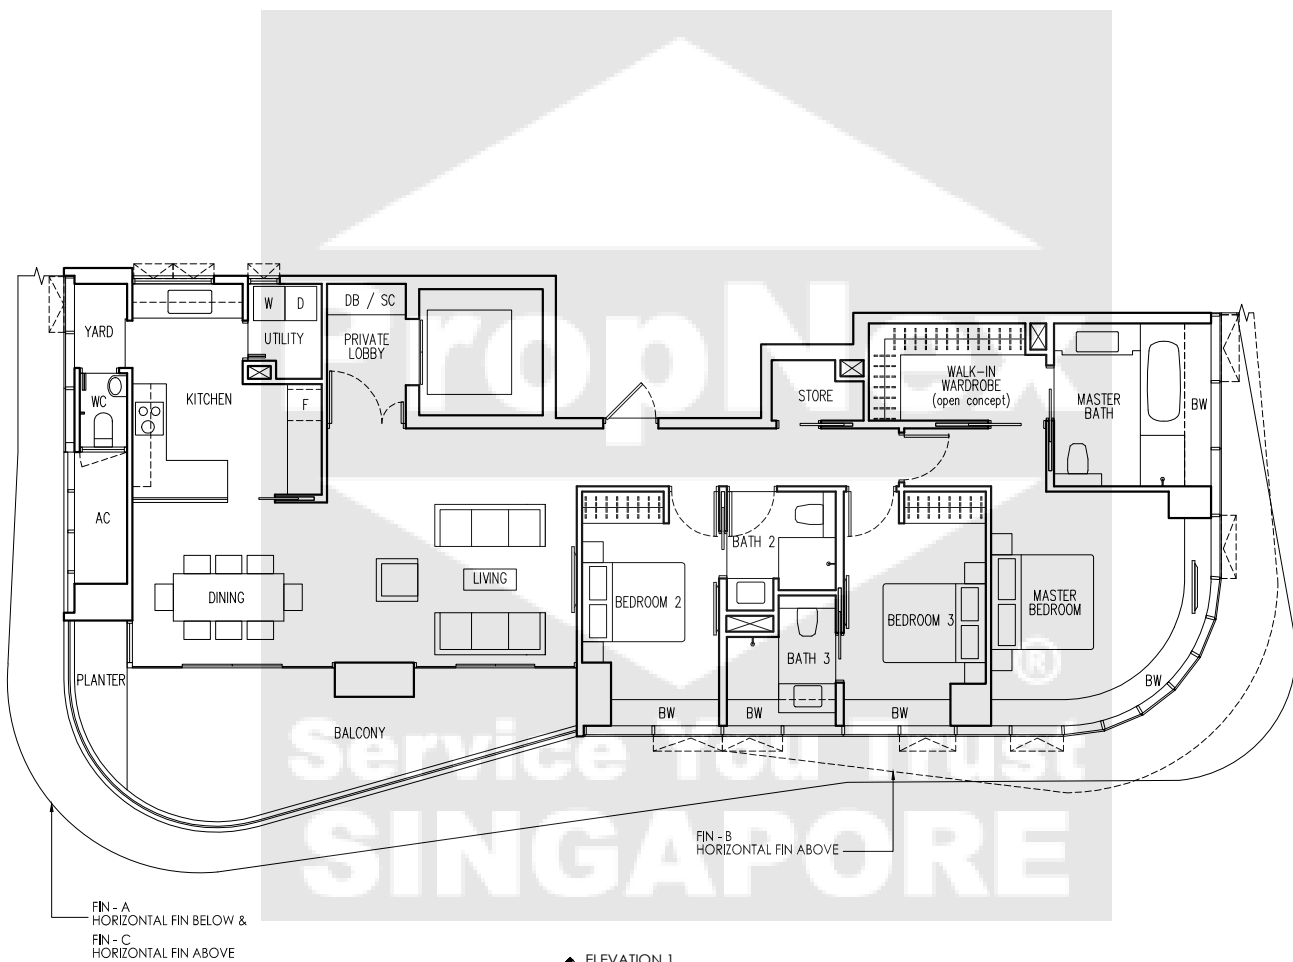 DB / SC
W D
YARD
UTILITY
PRIVATE
LOBBY
PropNex
WALK-IN
WARDROBE
(open concept)
WC
KITCHEN
F
STORE
MASTER
BATH
BW
AC
BATH 2
LIVING
DINING
BEDROOM 2
MASTER
BEDROOM
BEDROOM 3
BATH 3
®
PLANTER
BW
BW
BW
BW
BALCONY
Service You Trust
SINGAPORE
FIN - B
HORIZONTAL FIN ABOVE
FIN - A
HORIZONTAL FIN BELOW &
FIN - C
HORIZONTAL FIN ABOVE
ELEVATION 1